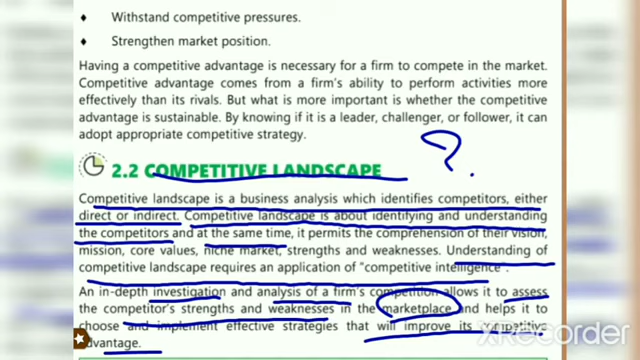 ♦ Withstand competitive pressures.
♦ Strengthen market position.
Having a competitive advantage is necessary for a firm to compete in the market.
Competitive advantage comes from a firm's ability to perform activities more
effectively than its rivals. But what is more important is whether the competitive
advantage is sustainable. By knowing if it is a leader, challenger, or follower, it can
adopt appropriate competitive strategy.
2.2 COMPETITIVE LANDSCAPE
?
Competitive landscape is a business analysis which identifies competitors, either
direct or indirect. Competitive landscape is about identifying and understanding
the competitors and at the same time, it permits the comprehension of their vision,
mission, core values, niche market, strengths and weaknesses. Understanding of
competitive landscape requires an application of "competitive intelligence".
An in-depth investigation and analysis of a firm's competition allows it to assess
the competitor's strengths and weaknesses in the marketplace and helps it to
choose and implement effective strategies that will improve its competitive
advantage.
XRecorder